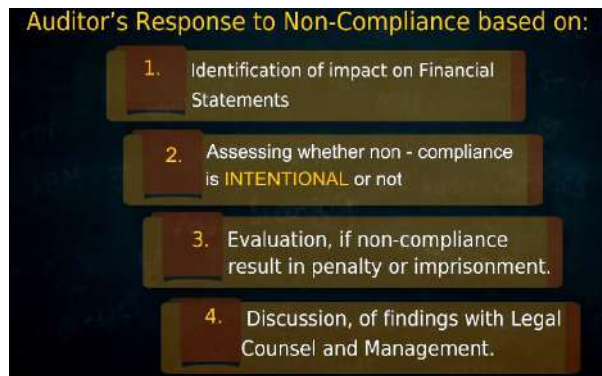 Auditor's Response to Non-Compliance based on:
1. Identification of impact on Financial
Statements
2. Assessing whether non - compliance
is INTENTIONAL or not
3. Evaluation, if non-compliance
result in penalty or imprisonment.
4. Discussion, of findings with Legal
Counsel and Management.